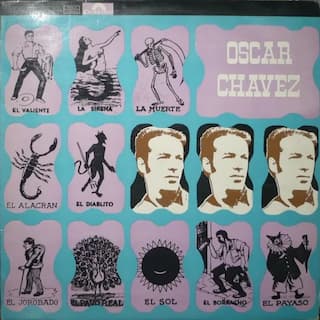 OSCAR
CHAVEZ
EL VALIENTE
LA SIRENA
LA MUERTE
EL ALACRAN
EL DIABLITO
EL JOROBADO
EL PAVO REAL
EL SOL
EL BORRACHO
EL PAYASO